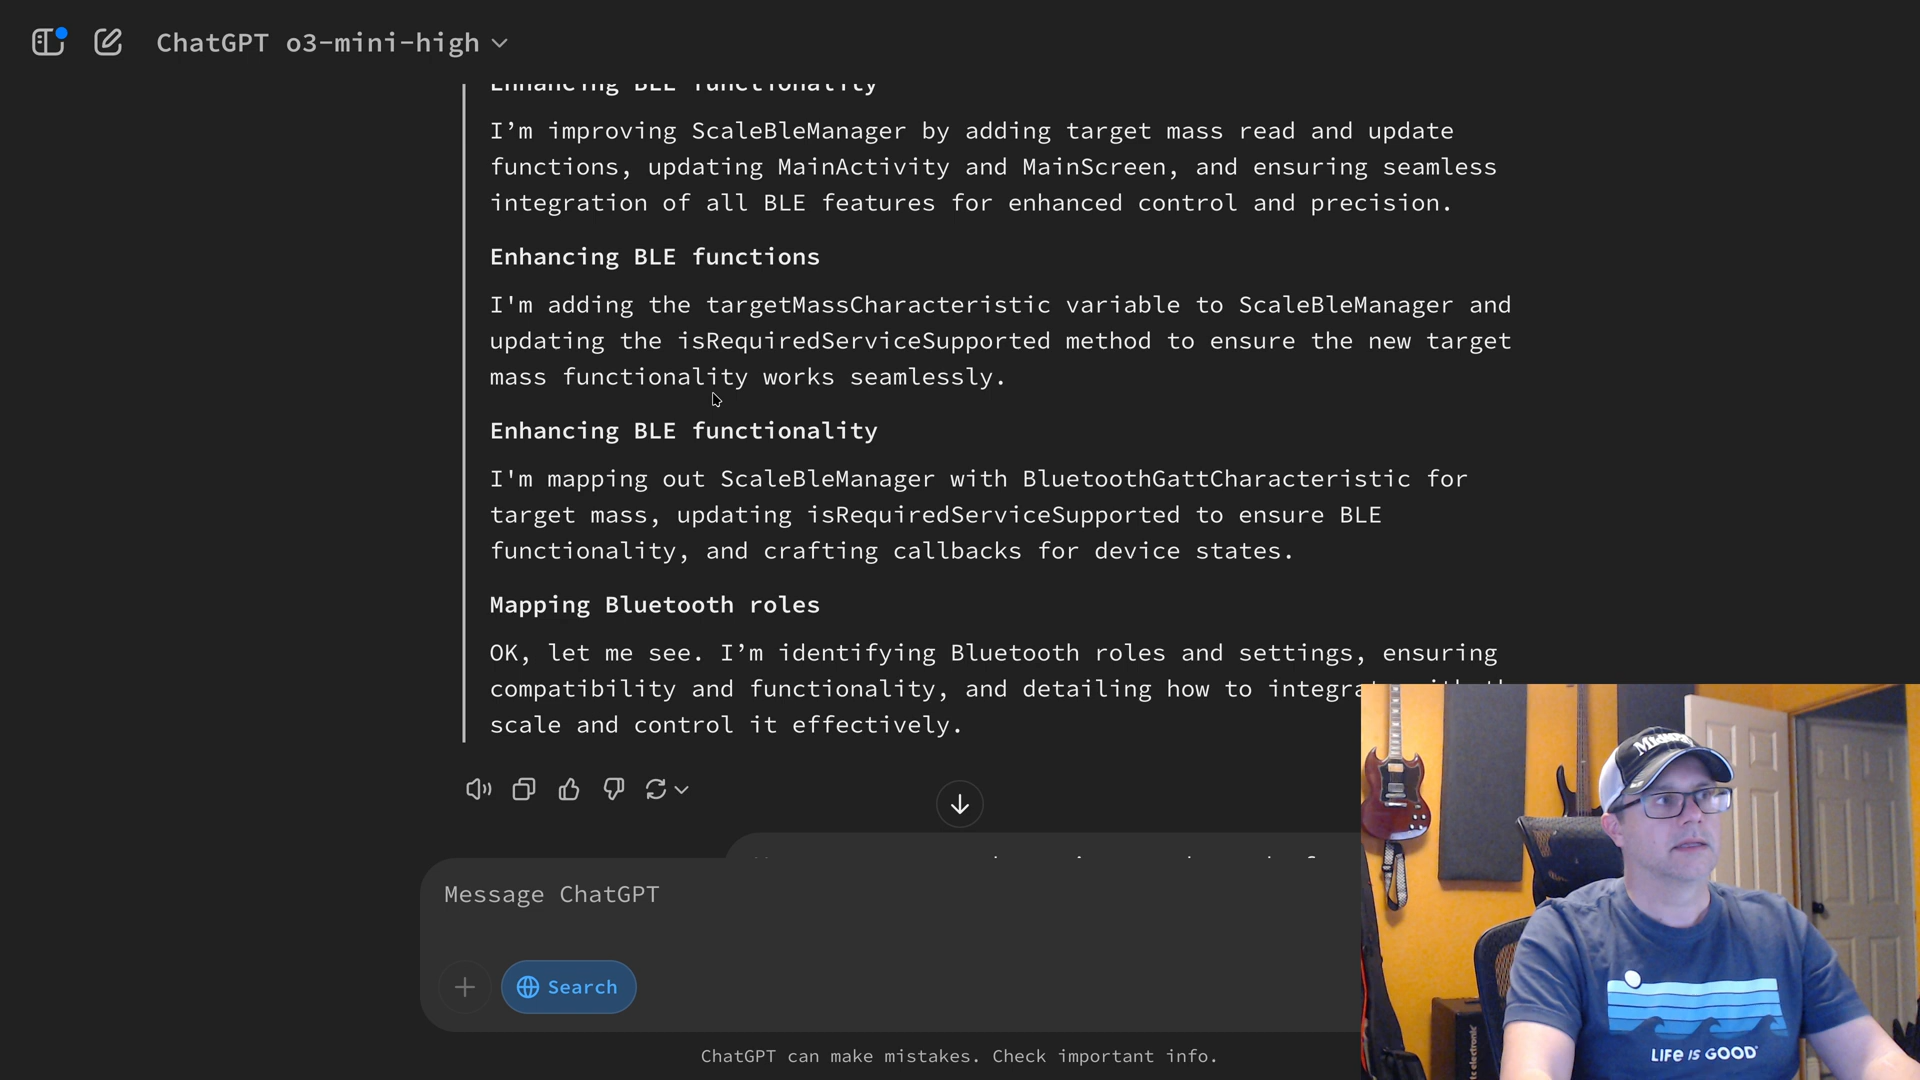 ChatGPT o3-mini-high
Enhancing BLE functionality
I’m improving ScaleBleManager by adding target mass read and update
functions, updating MainActivity and MainScreen, and ensuring seamless
integration of all BLE features for enhanced control and precision.
Enhancing BLE functions
I'm adding the targetMassCharacteristic variable to ScaleBleManager and
updating the isRequiredServiceSupported method to ensure the new target
mass functionality works seamlessly.
Enhancing BLE functionality
I'm mapping out ScaleBleManager with BluetoothGattCharacteristic for
target mass, updating isRequiredServiceSupported to ensure BLE
functionality, and crafting callbacks for device states.
Mapping Bluetooth roles
OK, let me see. I’m identifying Bluetooth roles and settings, ensuring
compatibility and functionality, and detailing how to
scale and control it effectively.
Message ChatGPT
Search
ChatGPT can make mistakes. Check important info.
LIFE IS GOOD